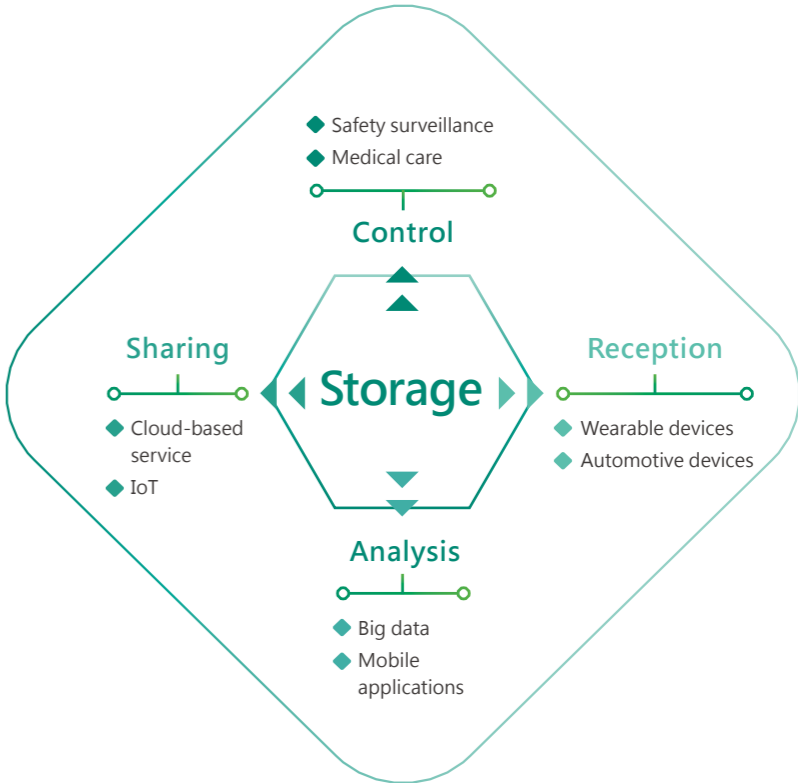 Safety surveillance
Medical care
Control
Sharing
Cloud-based
service
IoT
Storage
Reception
Wearable devices
Automotive devices
Analysis
Big data
Mobile
applications